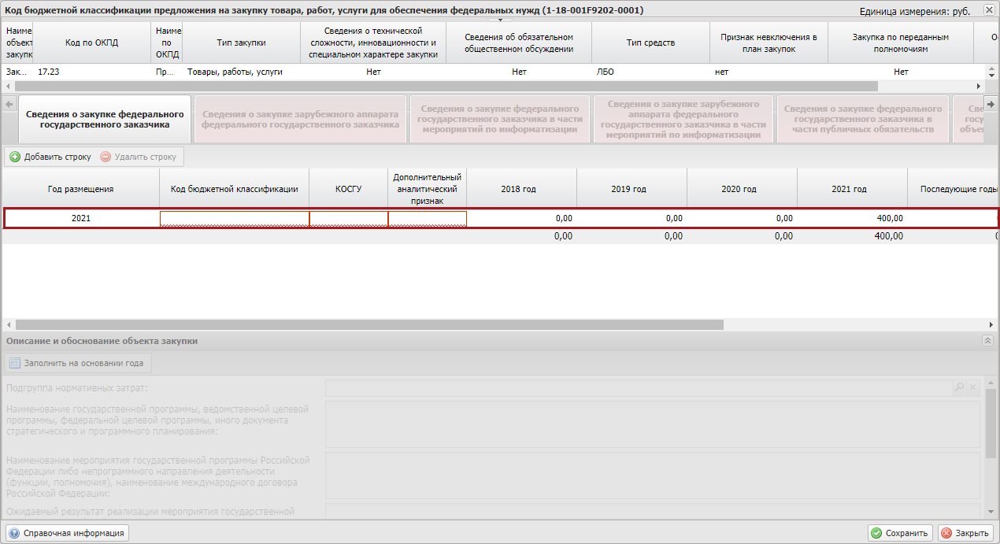 Код бюджетной классификации предложения на закупку товара, работ, услуги для обеспечения федеральных нужд (1-18-001F9202-0001)
Единица измерения: руб.
Наиме
объект
закупк
Код по ОКПД
Наиме
по
ОКПД
Тип закупки
Сведения о технической
сложности, инновационности и
специальном характере закупки
Сведения об обязательном
общественном обсуждении
Тип средств
Признак невключения в
план закупок
Закупка по переданным
полномочиям
Зак...
17.23
Пр...
Товары, работы, услуги
Нет
Нет
ЛБО
нет
Нет
Сведения о закупке федерального
государственного заказчика
Сведения о закупке зарубежного аппарата
федерального государственного заказчика
Сведения о закупке федерального
государственного заказчика в части
мероприятий по информатизации
Сведения о закупке зарубежного
аппарата федерального
государственного заказчика в части
мероприятий по информатизации
Сведения о закупке федерального
государственного заказчика в
части публичных обязательств
Све
госу
объе
Добавить строку
Удалить строку
Год размещения
Код бюджетной классификации
КОСГУ
Дополнительный
аналитический
признак
2018 год
2019 год
2020 год
2021 год
Последующие годы
2021
0,00
0,00
0,00
400,00
0,00
0,00
0,00
400,00
Описание и обоснование объекта закупки
Заполнить на основании года
Подгруппа нормативных затрат:
Наименование государственной программы, ведомственной целевой
программы, федеральной целевой программы, иного документа
стратегического и программного планирования:
Наименование мероприятия государственной программы Российской
Федерации либо непрограммного направления деятельности
(функции, полномочия), наименование международного договора
Российской Федерации:
Ожидаемый результат реализации мероприятия государственной
Справочная информация
Сохранить
Закрыть